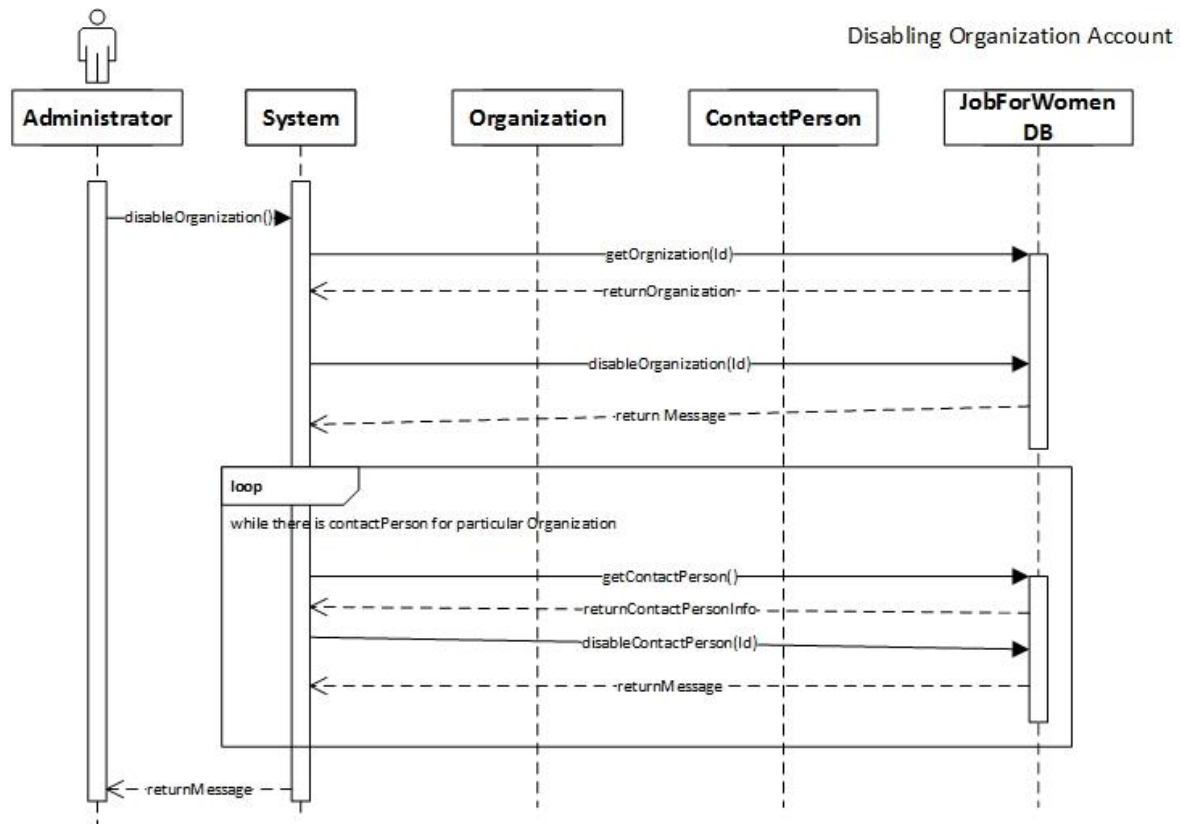 Disabling Organization Account
Administrator
System
Organization
ContactPerson
JobForWomen
DB
disableOrganization()
getOrgnization(Id)
returnOrganization
disableOrganization(Id)
return Message
loop
while there is contactPerson for particular Organization
getContactPerson()
returnContactPersonInfo
disableContactPerson(Id)
returnMessage
returnMessage